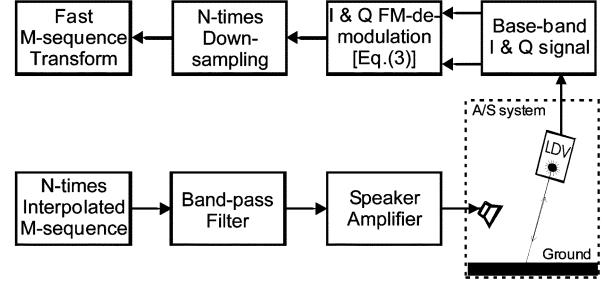 Fast
M-sequence
Transform
N-times
Down-
sampling
I & Q FM-de-
modulation
[Eq.(3)]
Base-band
I & Q signal
A/S system
LDV
Ground
N-times
Interpolated
M-sequence
Band-pass
Filter
Speaker
Amplifier